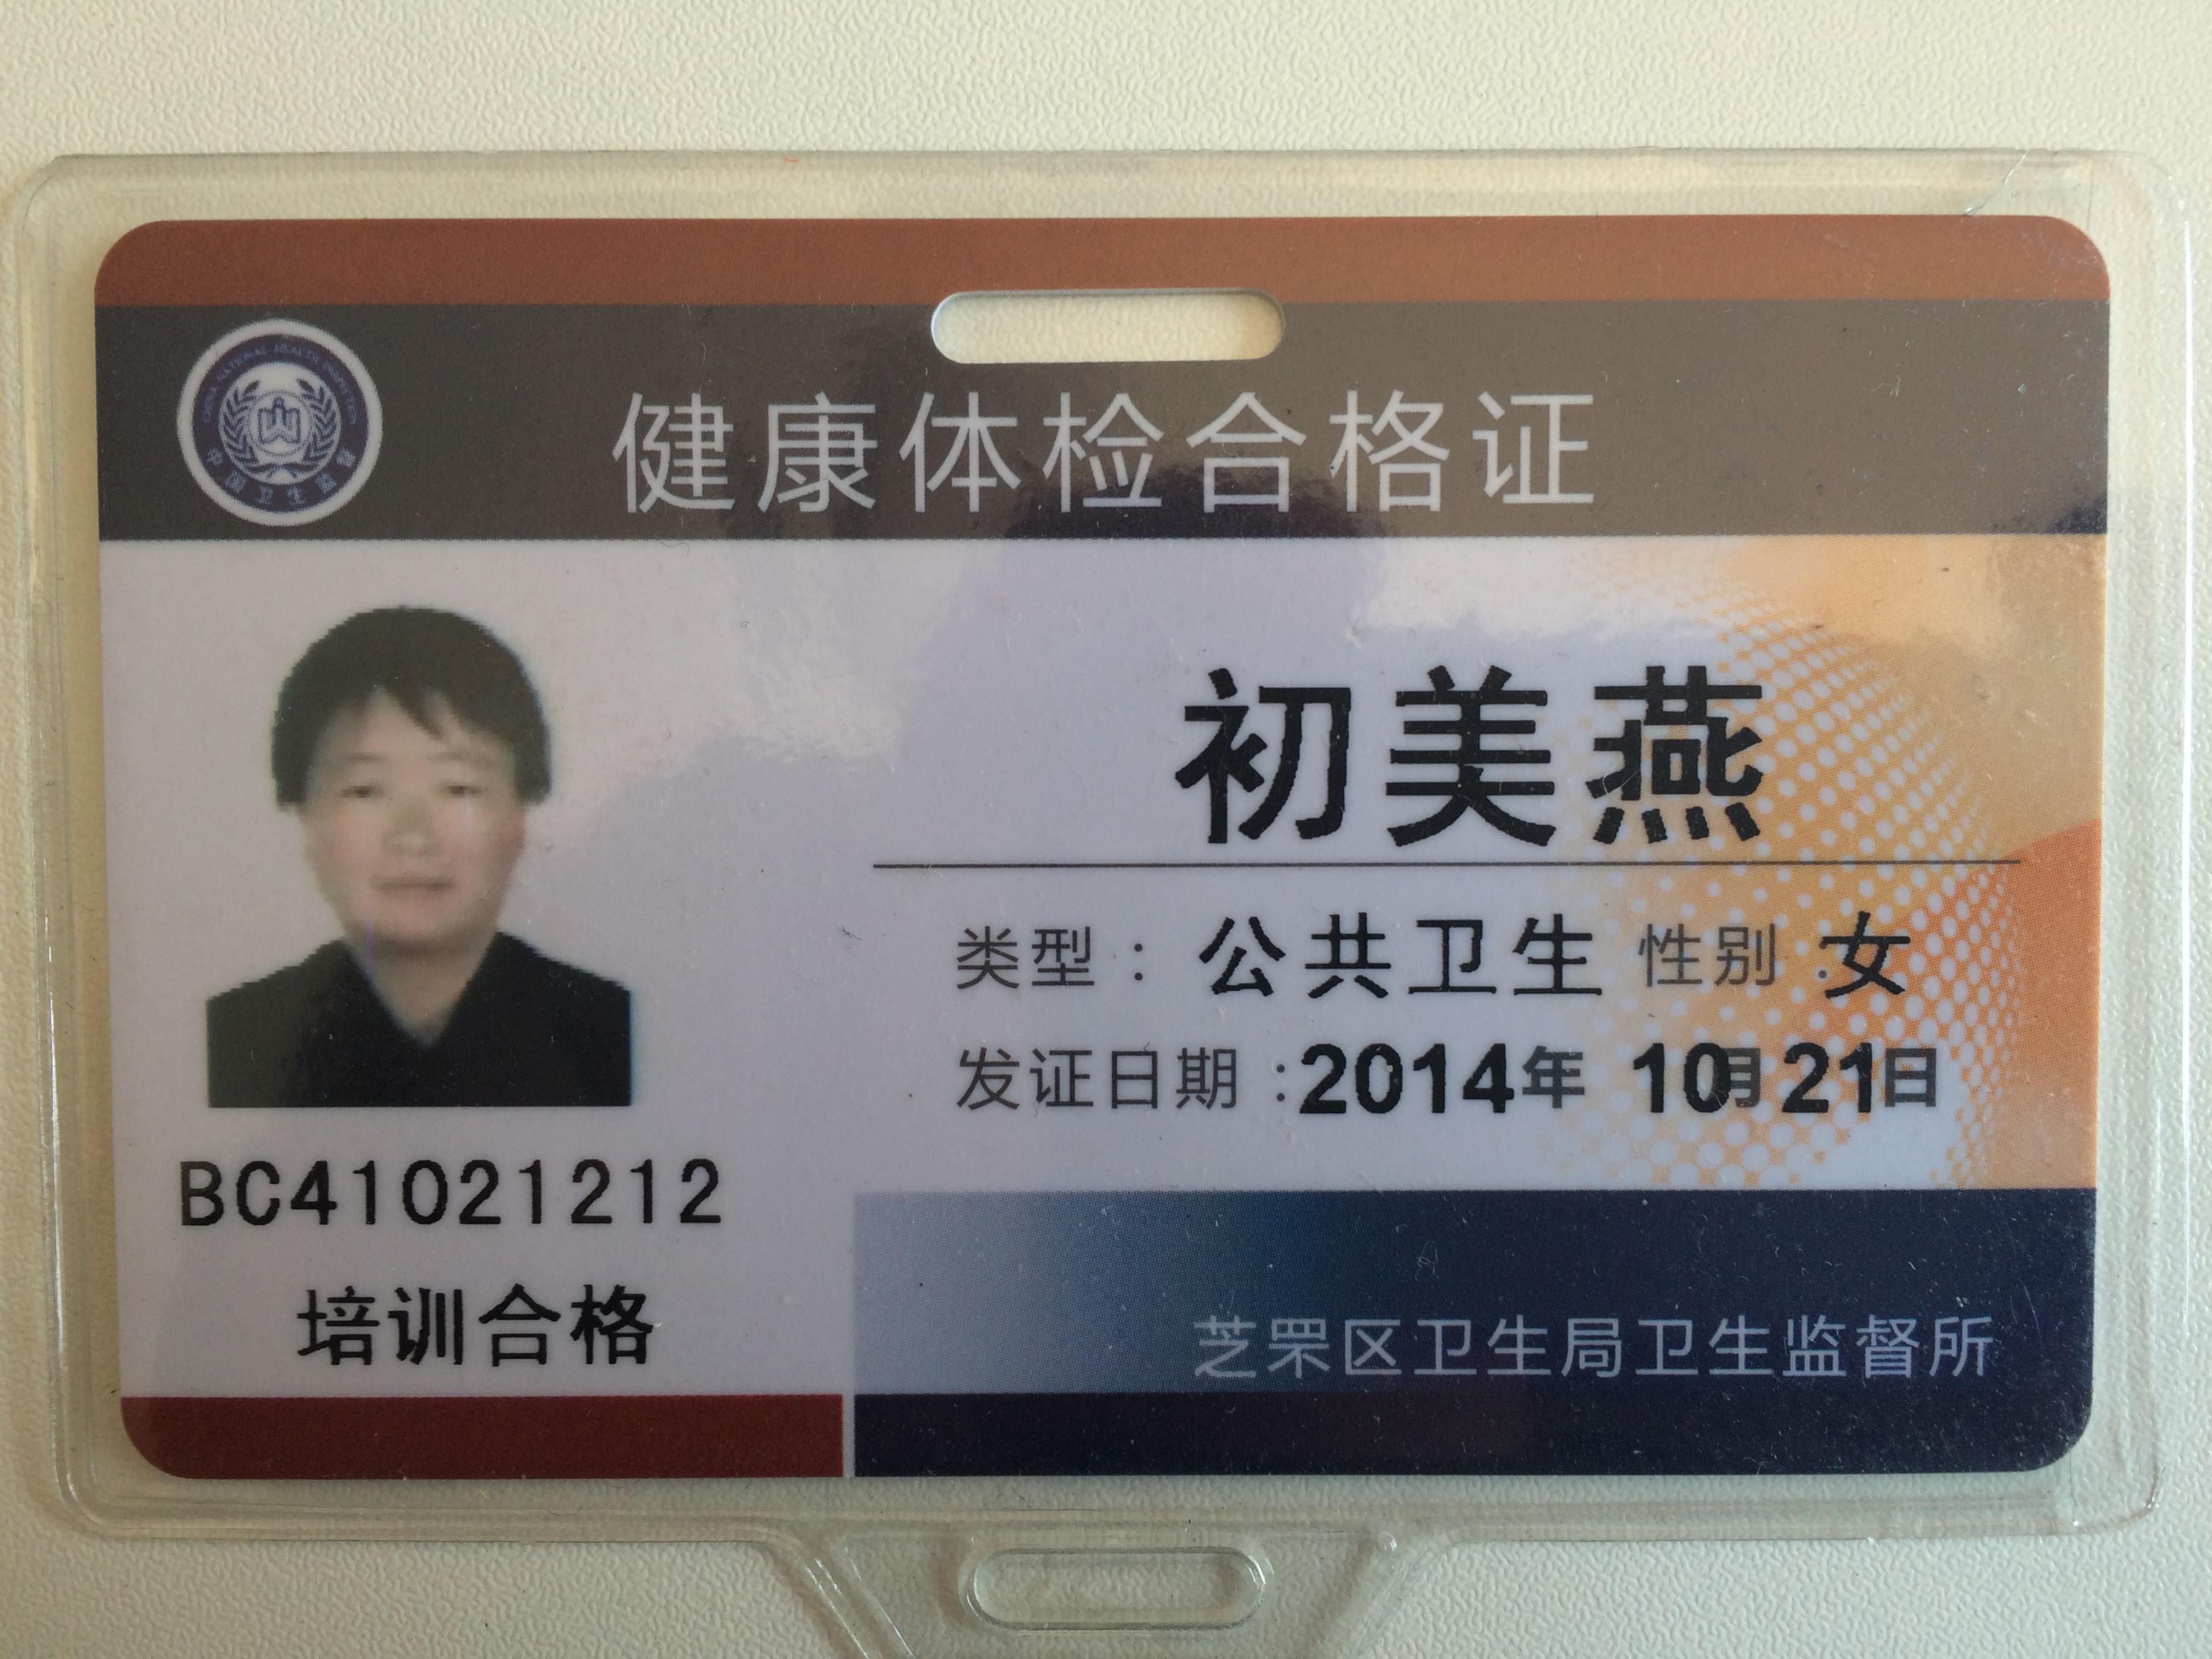 CHINA NATIONAL HEALTH INSPECTION
中国卫生监督
健康体检合格证
初美燕
类型：公共卫生 性别：女
发证日期：2014年 10月 21日
BC41021212
培训合格
芝罘区卫生局卫生监督所